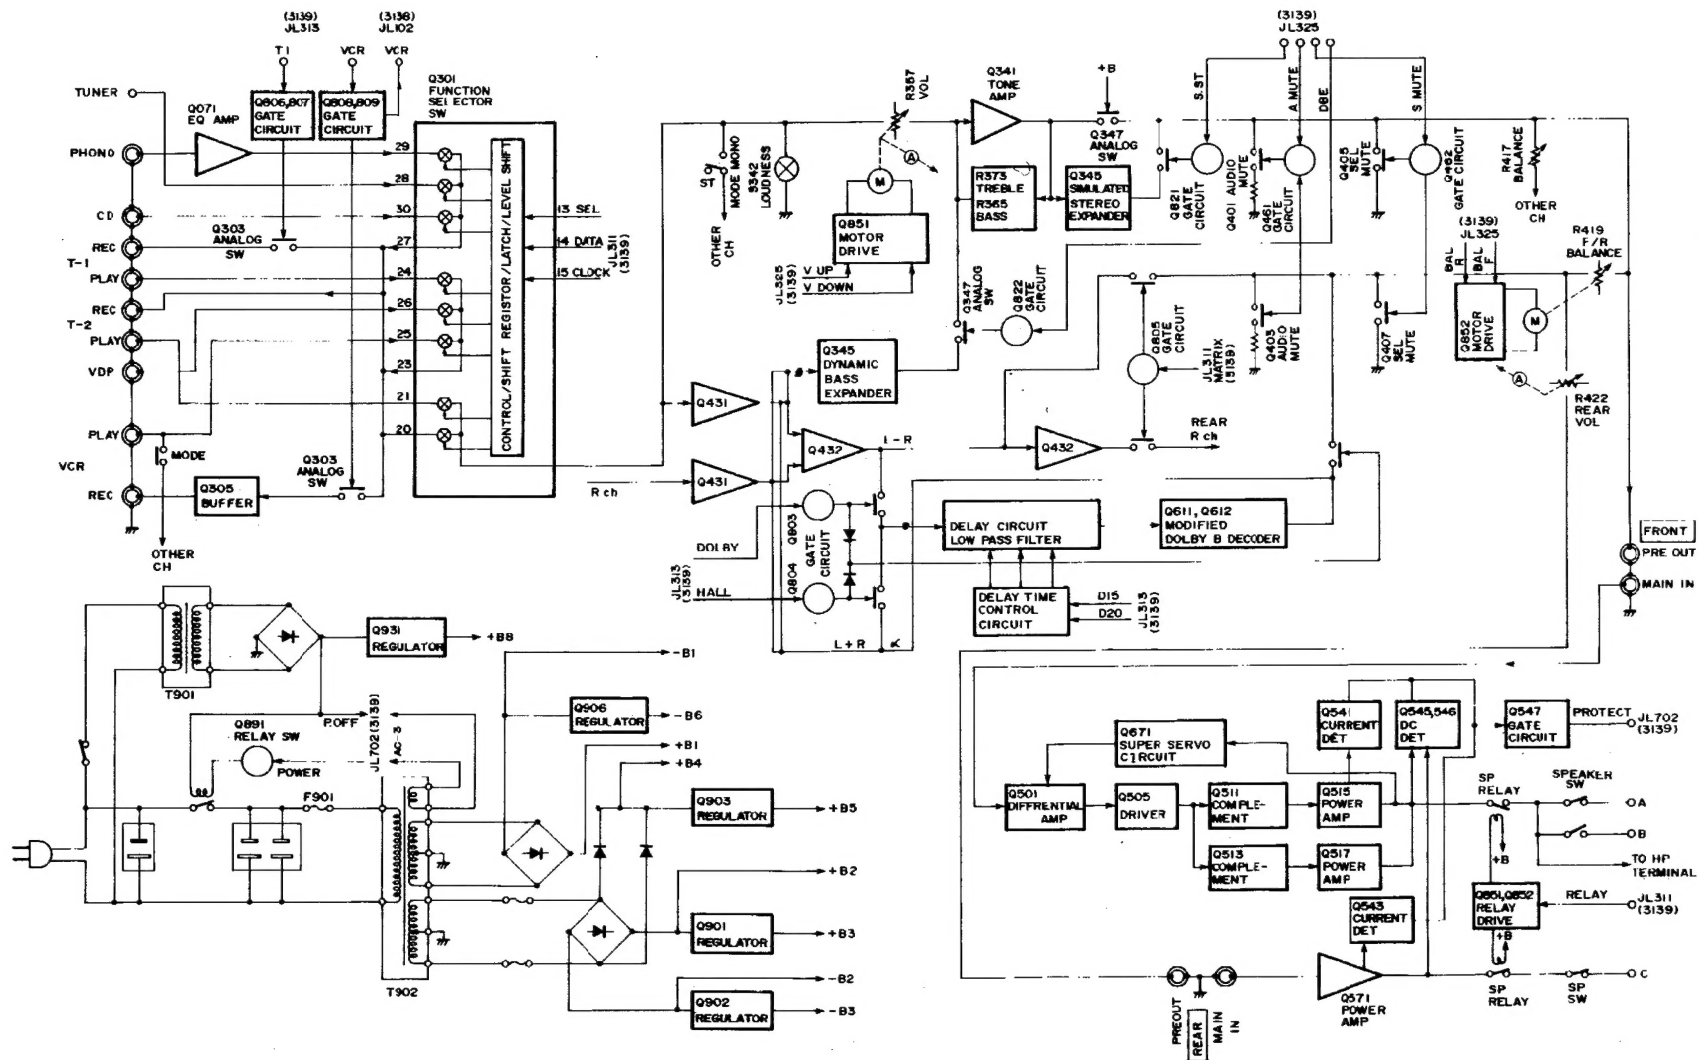 (3139)
JL313
(3138)
JL102
T1
VCR
VCR
TUNER
Q071
EQ AMP
Q806,807
GATE
CIRCUIT
Q808,809
GATE
CIRCUIT
Q301
FUNCTION
SELECTOR
SW
PHONO
CD
REC
T-1
PLAY
REC
T-2
PLAY
VDP
PLAY
VCR
REC
MODE
Q303
ANALOG
SW
Q303
ANALOG
SW
Q305
BUFFER
OTHER
CH
29
28
30
27
24
26
25
23
21
20
CONTROL/SHIFT REGISTOR/LATCH/LEVEL SHIFT
13 SEL
14 DATA
15 CLOCK
JL311
(3139)
ST
MODE MONO
OTHER
CH
S342
LOUDNESS
R357
VOL
A
M
Q851
MOTOR
DRIVE
V UP
V DOWN
JL325
(3139)
Q341
TONE
AMP
+B
Q347
ANALOG
SW
R373
TREBLE
R365
BASS
Q345
SIMULATED
STEREO
EXPANDER
(3139)
JL325
S.ST
A MUTE
DBE
S MUTE
Q821
GATE
CIRCUIT
Q401 AUDIO
MUTE
Q461
GATE
CIRCUIT
Q405
SEL
MUTE
Q462
GATE CIRCUIT
R417
BALANCE
OTHER
CH
(3139)
JL325
BAL
R
BAL
F
R419
F/R
BALANCE
Q852
MOTOR
DRIVE
M
A
R422
REAR
VOL
Q347
ANALOG
SW
Q822
GATE
CIRCUIT
Q805
GATE
CIRCUIT
JL311
MATRIX
(3139)
Q403
AUDIO
MUTE
Q407
SEL
MUTE
Q345
DYNAMIC
BASS
EXPANDER
Q431
Q431
R ch
Q432
L-R
Q432
REAR
R ch
DOLBY
Q803
GATE
CIRCUIT
Q804
HALL
JL313
(3139)
L+R
DELAY CIRCUIT
LOW PASS FILTER
Q611, Q612
MODIFIED
DOLBY B DECODER
DELAY TIME
CONTROL
CIRCUIT
D15
D20
JL313
(3139)
FRONT
PRE OUT
MAIN IN
T901
Q931
REGULATOR
+B8
Q891
RELAY SW
P.OFF
POWER
F901
JL702 (3139)
AC-3
T902
-B1
Q906
REGULATOR
-B6
+B1
+B4
Q903
REGULATOR
+B5
+B2
Q901
REGULATOR
+B3
-B2
Q902
REGULATOR
-B3
Q671
SUPER SERVO
CIRCUIT
Q541
CURRENT
DET
Q545,546
DC
DET
Q547
GATE
CIRCUIT
PROTECT
JL702
(3139)
Q501
DIFFRENTIAL
AMP
Q505
DRIVER
Q511
COMPLE-
MENT
Q515
POWER
AMP
Q513
COMPLE-
MENT
Q517
POWER
AMP
SP
RELAY
SPEAKER
SW
A
B
+B
TO HP
TERMINAL
Q851,Q852
RELAY
DRIVE
RELAY
JL311
(3139)
+B
Q543
CURRENT
DET
Q571
POWER
AMP
SP
RELAY
SP
SW
C
PREOUT
REAR
MAIN
IN